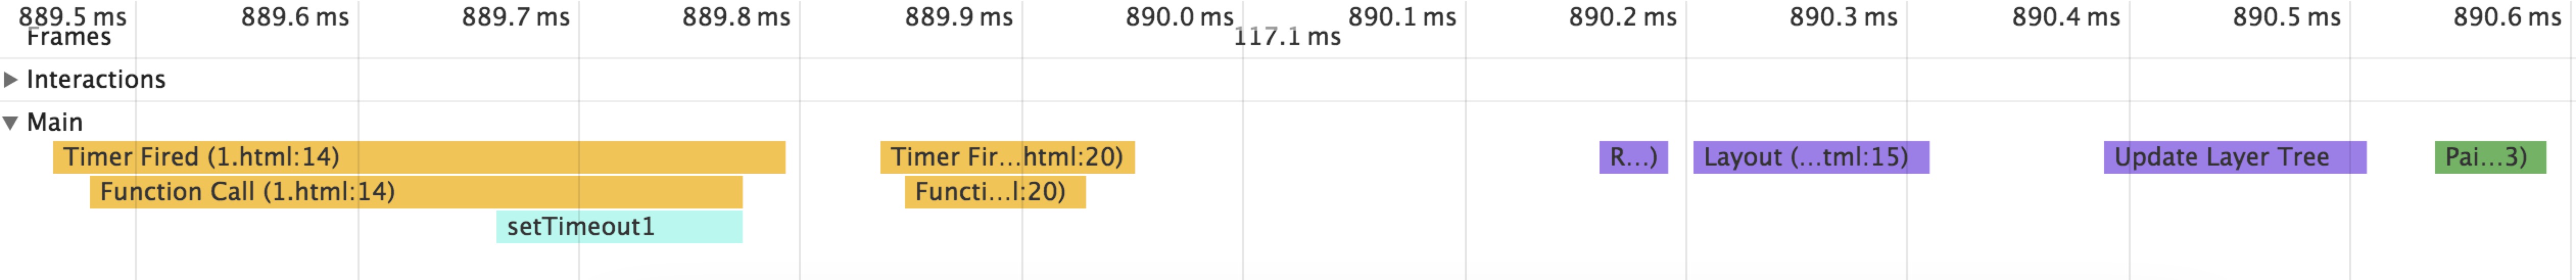 889.5 ms 889.6 ms 889.7 ms 889.8 ms 889.9 ms 890.0 ms 890.1 ms 890.2 ms 890.3 ms 890.4 ms 890.5 ms 890.6 ms
Frames 117.1 ms
Interactions
Main
Timer Fired (1.html:14) Timer Fir...html:20) R...) Layout (...tml:15) Update Layer Tree Pai...3)
Function Call (1.html:14) Functi...l:20)
setTimeout1